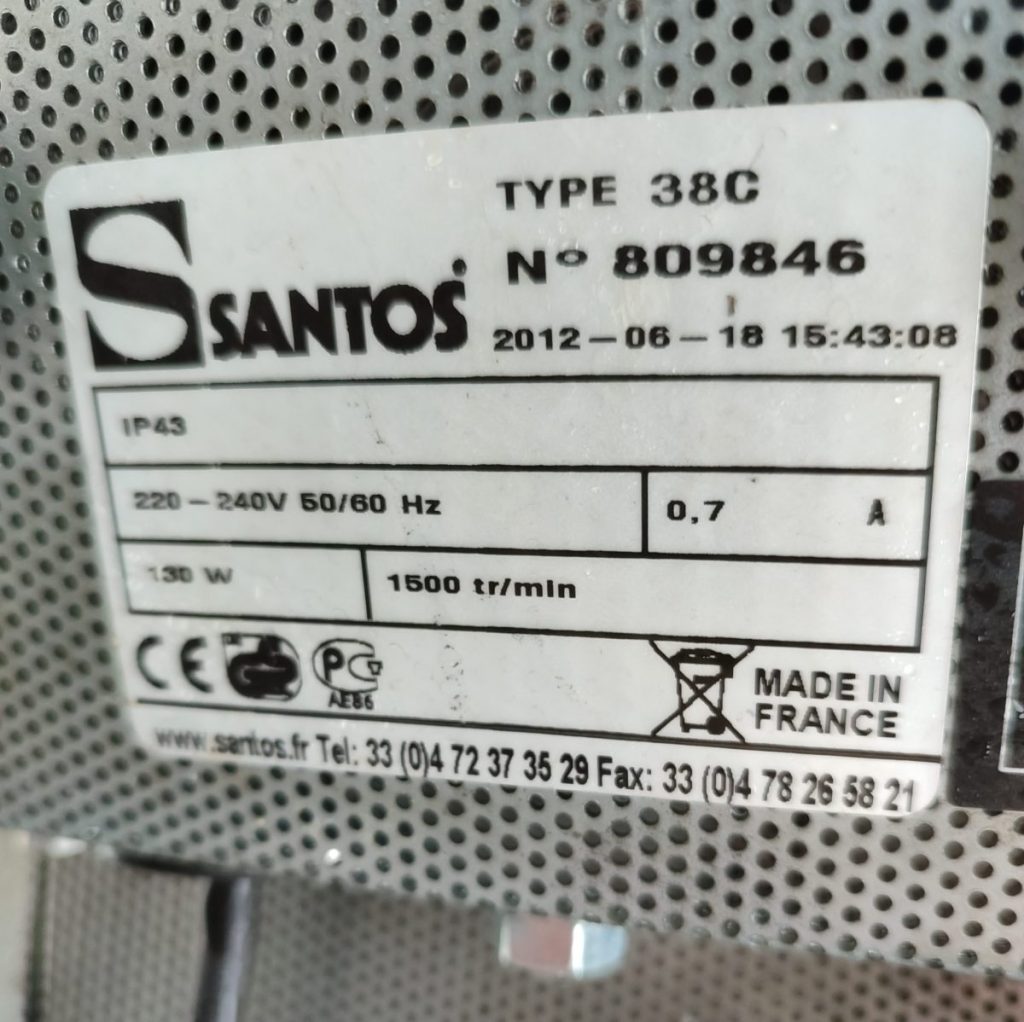 TYPE 38C
SANTOS
N° 809846
2012-06-18 15:43:08
IP43
220-240V 50/60 Hz 0,7 A
130 W 1500 tr/min
CE PG MADE IN
AE86 FRANCE
www.santos.fr Tel: 33 (0)4 72 37 35 29 Fax: 33 (0)4 78 26 58 21